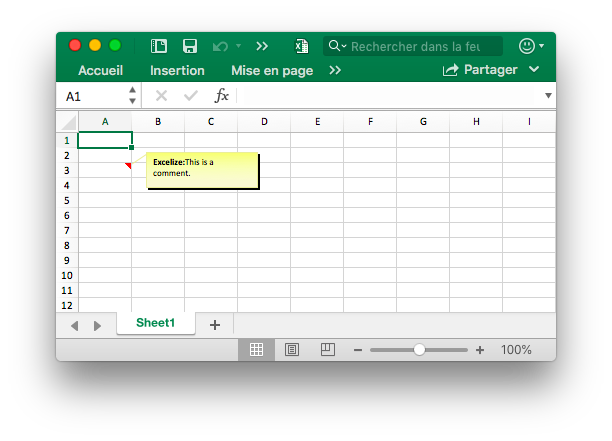 Rechercher dans la feu
Accueil Insertion Mise en page Partager
A1 fx
A B C D E F G H I
1
2
3
4
5
6
7
8
9
10
11
12
Excelize:This is a
comment.
Sheet1
100%